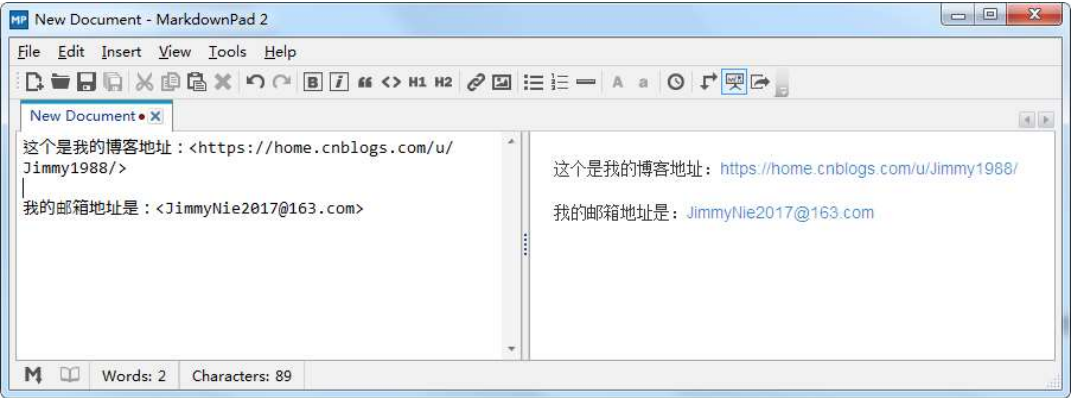 MP New Document - MarkdownPad 2
File Edit Insert View Tools Help
B i H1 H2 A a
New Document
这个是我的博客地址：<https://home.cnblogs.com/u/
Jimmy1988/>
我的邮箱地址是：<JimmyNie2017@163.com>
这个是我的博客地址：https://home.cnblogs.com/u/Jimmy1988/
我的邮箱地址是：JimmyNie2017@163.com
M Words: 2 Characters: 89